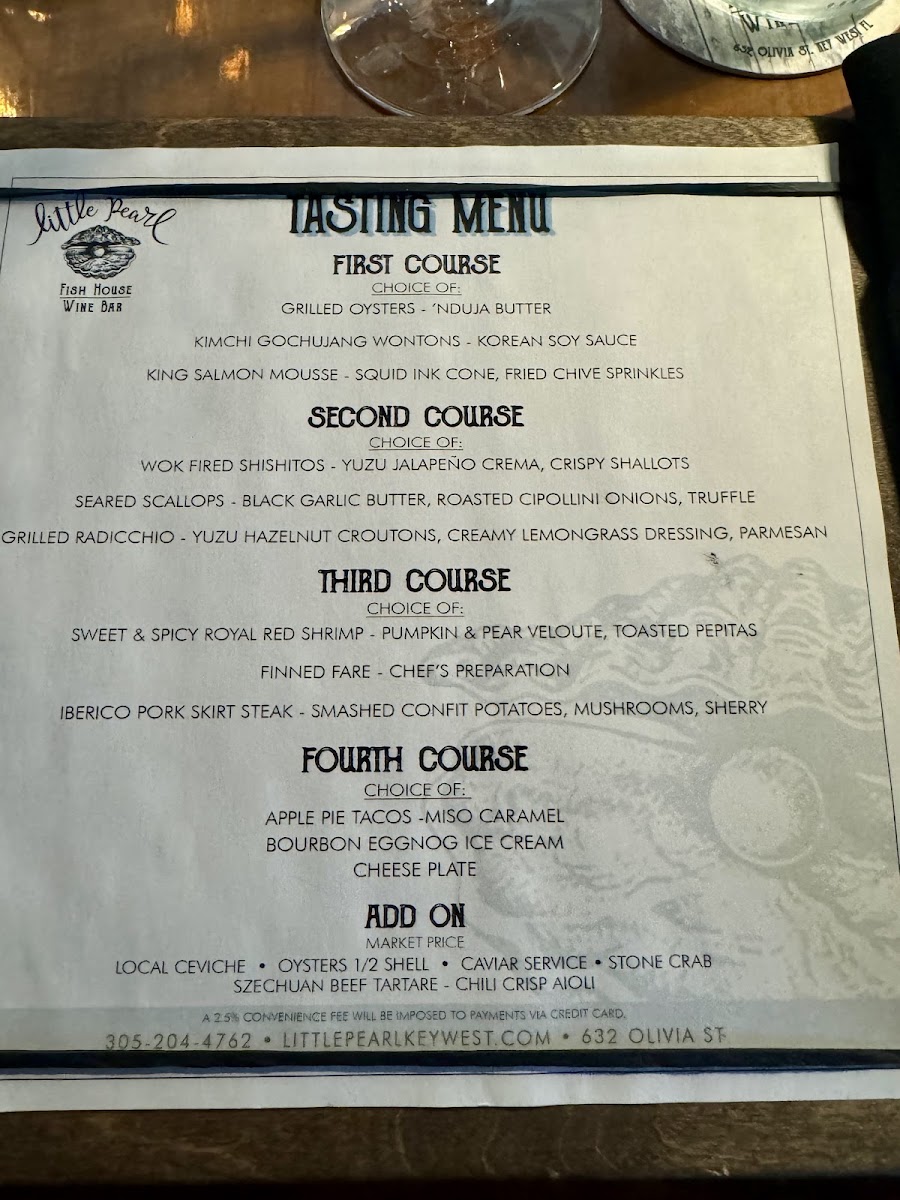 632 OLIVIA ST. KEY WEST FL
little Pearl
FISH HOUSE
WINE BAR
TASTING MENU
FIRST COURSE
CHOICE OF:
GRILLED OYSTERS - 'NDUJA BUTTER
KIMCHI GOCHUJANG WONTONS - KOREAN SOY SAUCE
KING SALMON MOUSSE - SQUID INK CONE, FRIED CHIVE SPRINKLES
SECOND COURSE
CHOICE OF:
WOK FIRED SHISHITOS - YUZU JALAPEÑO CREMA, CRISPY SHALLOTS
SEARED SCALLOPS - BLACK GARLIC BUTTER, ROASTED CIPOLLINI ONIONS, TRUFFLE
GRILLED RADICCHIO - YUZU HAZELNUT CROUTONS, CREAMY LEMONGRASS DRESSING, PARMESAN
THIRD COURSE
CHOICE OF:
SWEET & SPICY ROYAL RED SHRIMP - PUMPKIN & PEAR VELOUTE, TOASTED PEPITAS
FINNED FARE - CHEF'S PREPARATION
IBERICO PORK SKIRT STEAK - SMASHED CONFIT POTATOES, MUSHROOMS, SHERRY
FOURTH COURSE
CHOICE OF:
APPLE PIE TACOS -MISO CARAMEL
BOURBON EGGNOG ICE CREAM
CHEESE PLATE
ADD ON
MARKET PRICE
LOCAL CEVICHE • OYSTERS 1/2 SHELL • CAVIAR SERVICE • STONE CRAB
SZECHUAN BEEF TARTARE - CHILI CRISP AIOLI
A 2.5% CONVENIENCE FEE WILL BE IMPOSED TO PAYMENTS VIA CREDIT CARD.
305-204-4762 • LITTLEPEARLKEYWEST.COM • 632 OLIVIA ST